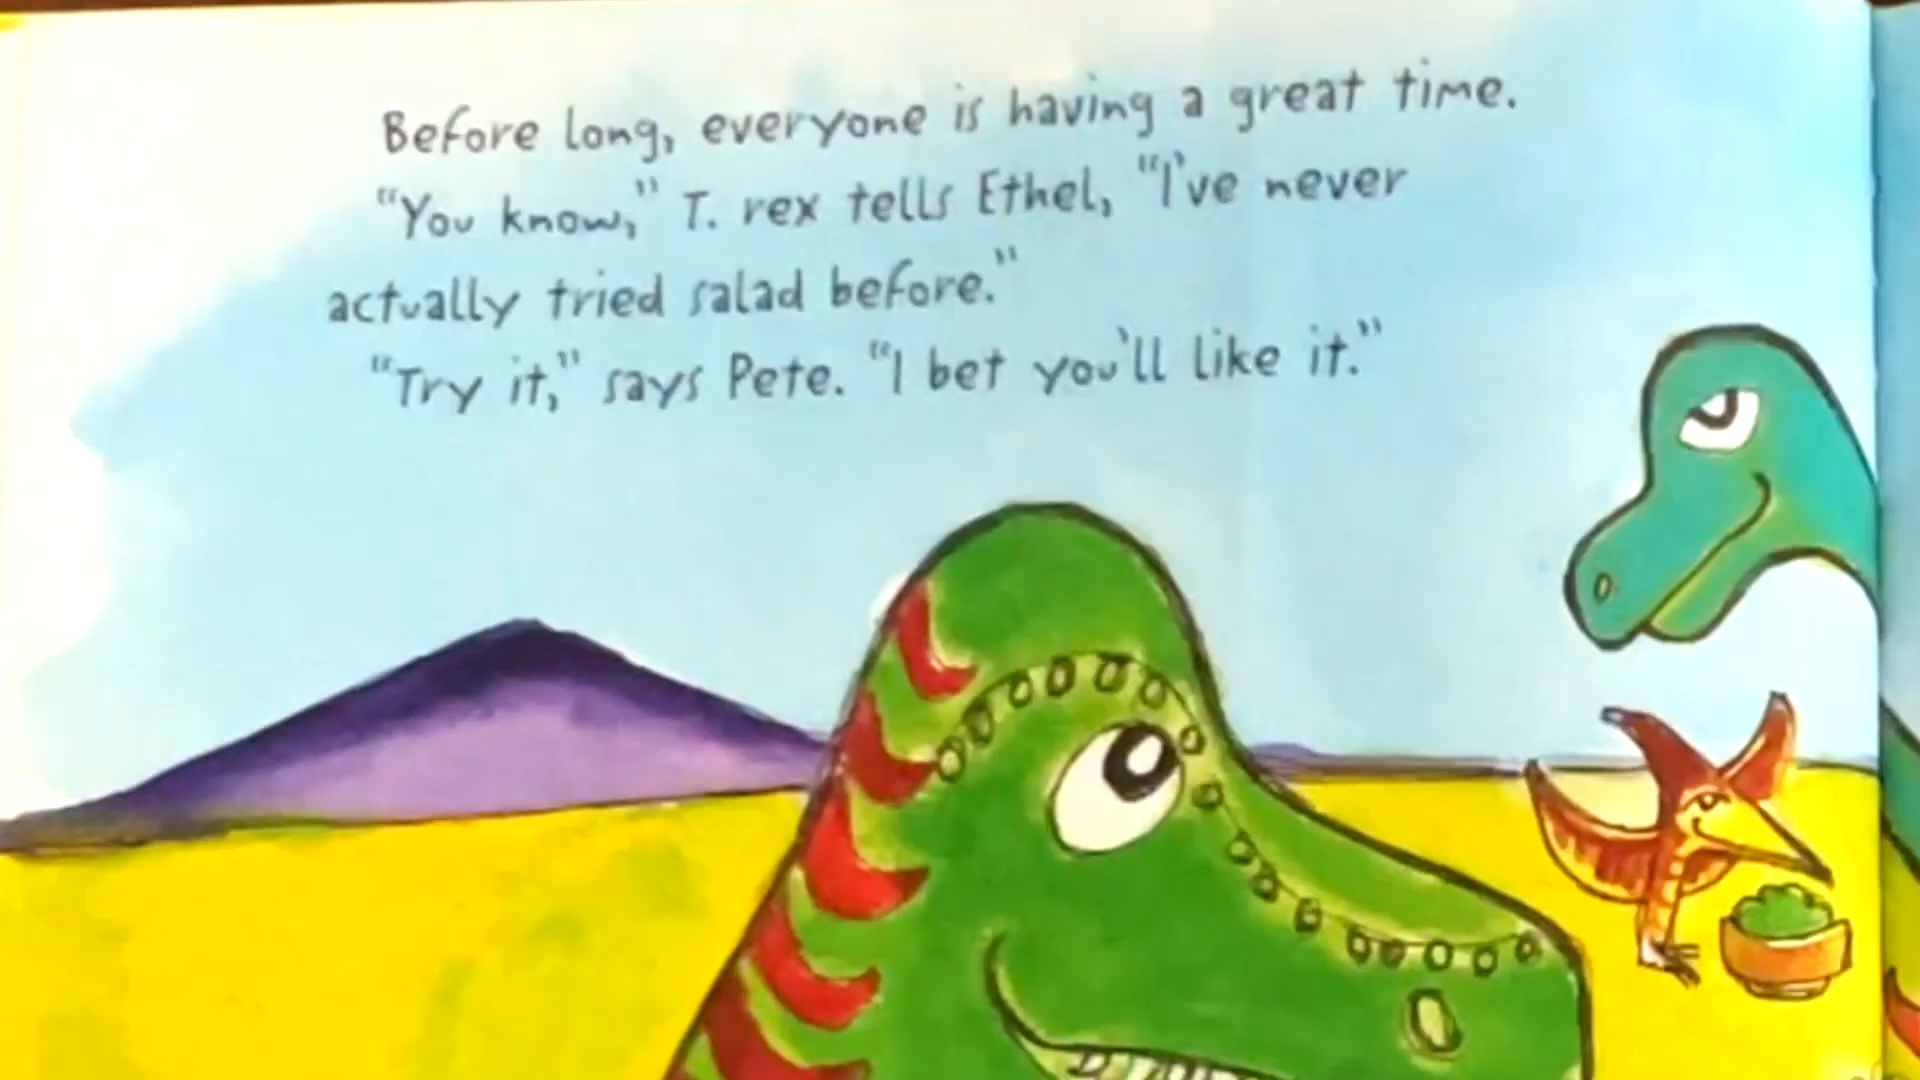 Before long, everyone is having a great time.
"You know," T. rex tells Ethel, "I've never
actually tried salad before."
"Try it," says Pete. "I bet you'll like it."